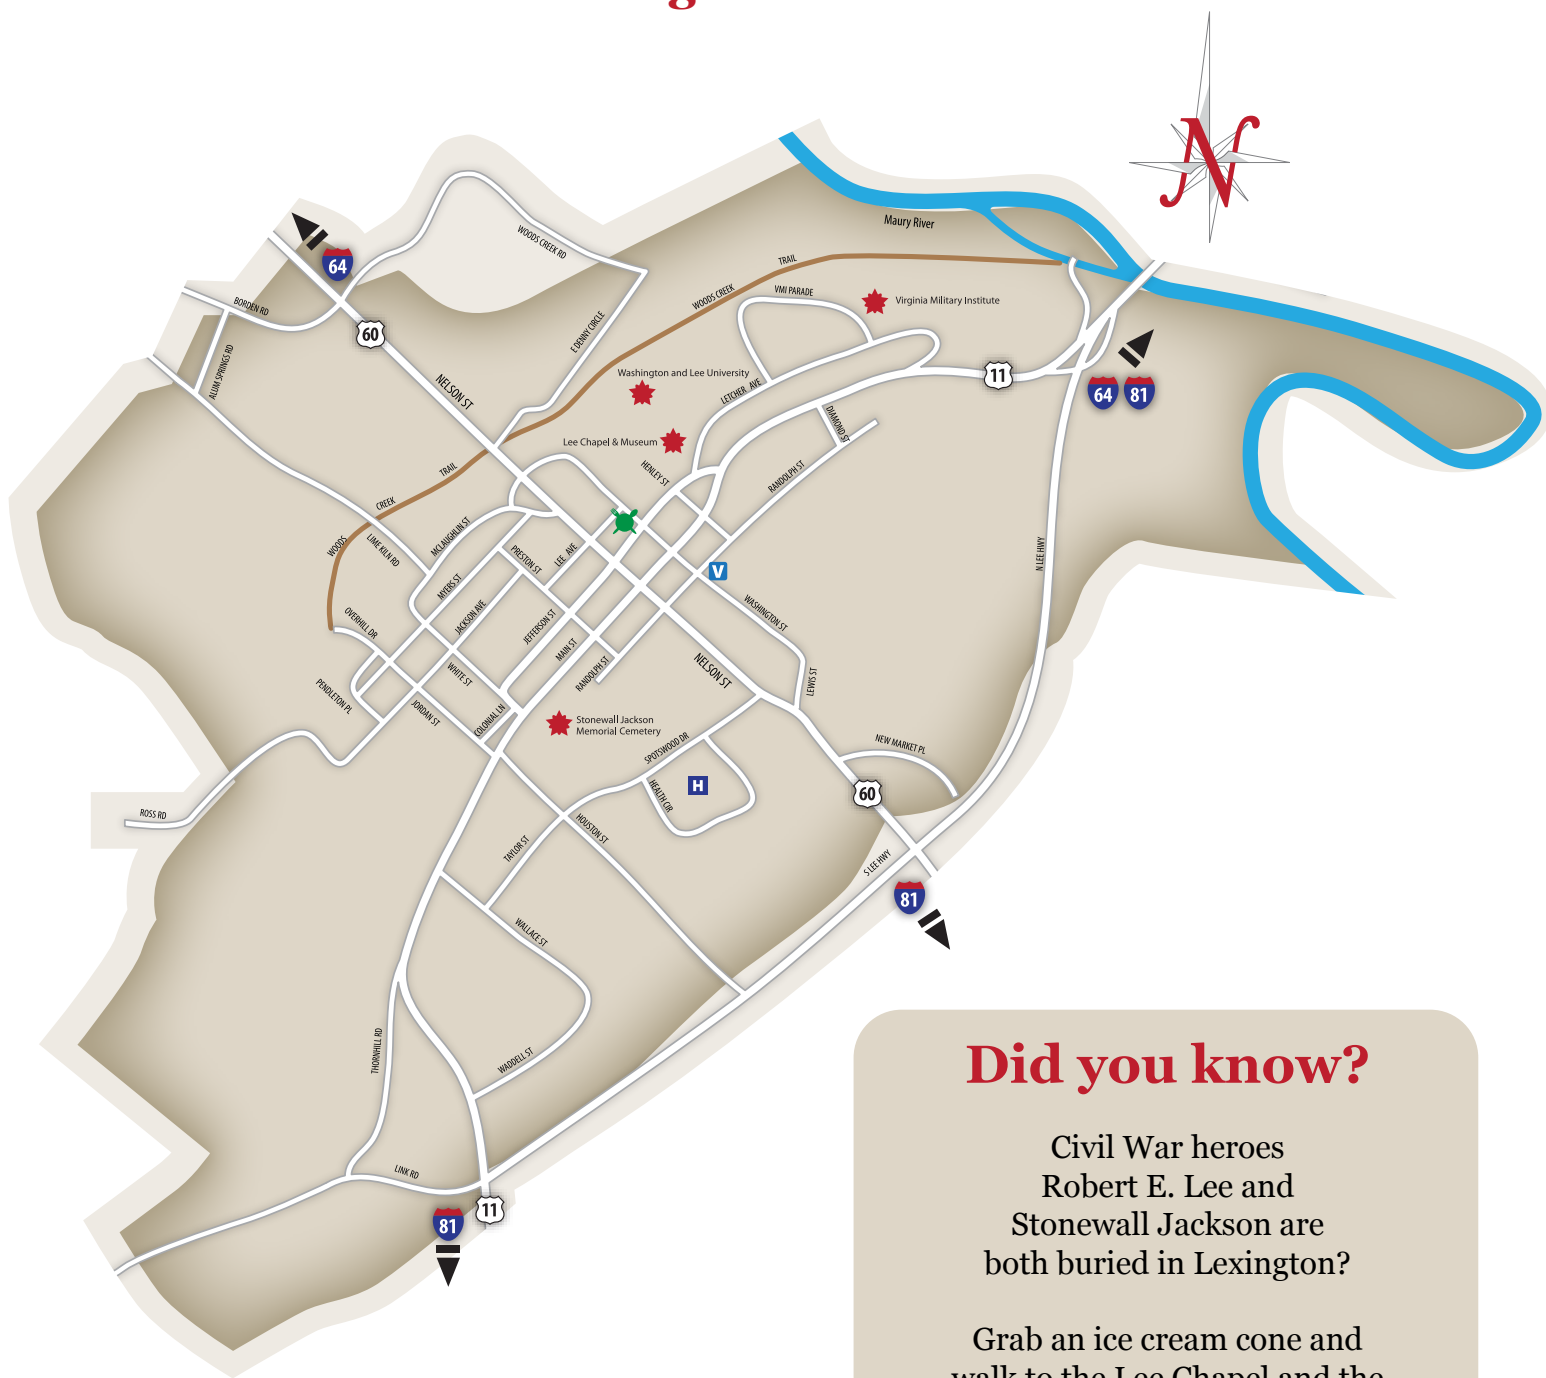 g
N
Maury River
WOODS CREEK RD
64
BORDEN RD
60
ALUM SPRINGS RD
NELSON ST
E DENNY CIRCLE
WOODS CREEK
TRAIL
VMI PARADE
Virginia Military Institute
Washington and Lee University
LETCHER AVE
11
64
81
Lee Chapel & Museum
DIAMOND ST
HENLEY ST
RANDOLPH ST
TRAIL
CREEK
WOODS
LIME KILN RD
MCLAUGHLIN ST
PRESTON ST
LEE AVE
V
N LEE HWY
MYERS ST
JACKSON AVE
JEFFERSON ST
MAIN ST
RANDOLPH ST
WASHINGTON ST
OVERHILL DR
WHITE ST
NELSON ST
LEWIS ST
PENDLETON PL
JORDAN ST
COLONIAL LN
Stonewall Jackson
Memorial Cemetery
SPOTSWOOD DR
NEW MARKET PL
HEALTH CIR
H
60
ROSS RD
HOUSTON ST
TAYLOR ST
S LEE HWY
81
WALLACE ST
THORNHILL RD
WADDELL ST
LINK RD
81
11
Did you know?
Civil War heroes
Robert E. Lee and
Stonewall Jackson are
both buried in Lexington?
Grab an ice cream cone and
walk to the Lee Chapel and the